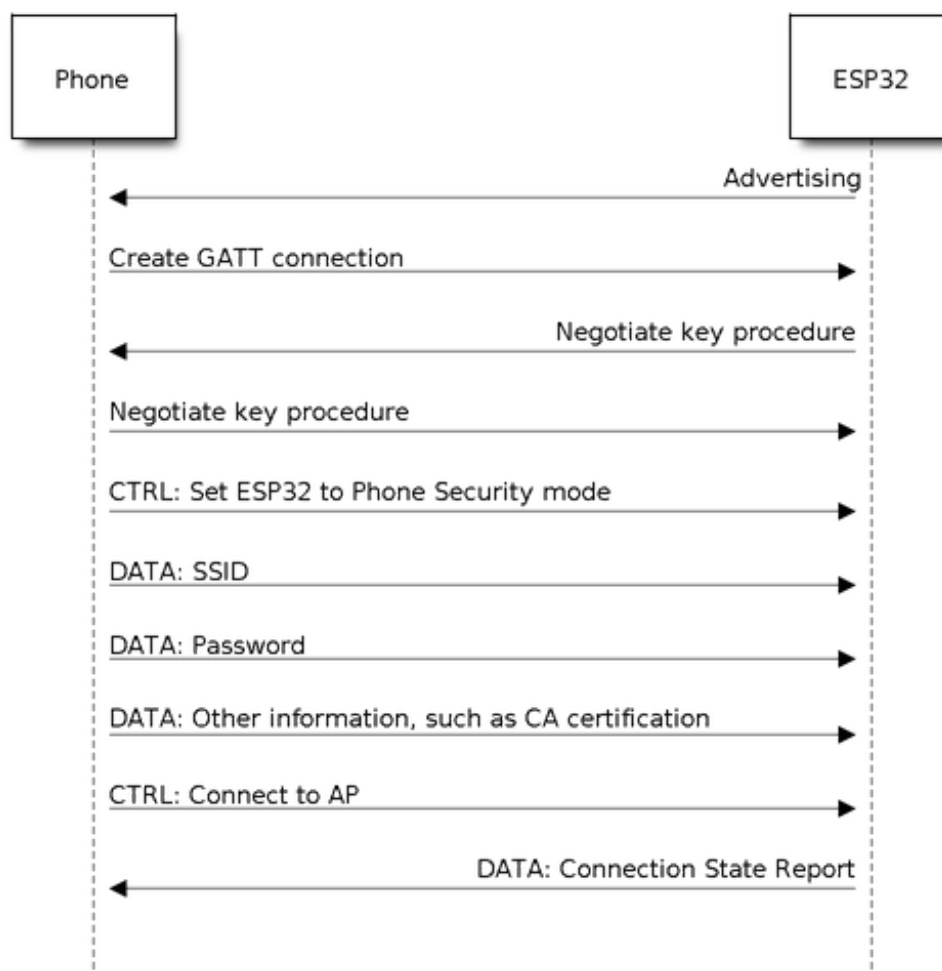 Phone
ESP32
Advertising
Create GATT connection
Negotiate key procedure
Negotiate key procedure
CTRL: Set ESP32 to Phone Security mode
DATA: SSID
DATA: Password
DATA: Other information, such as CA certification
CTRL: Connect to AP
DATA: Connection State Report